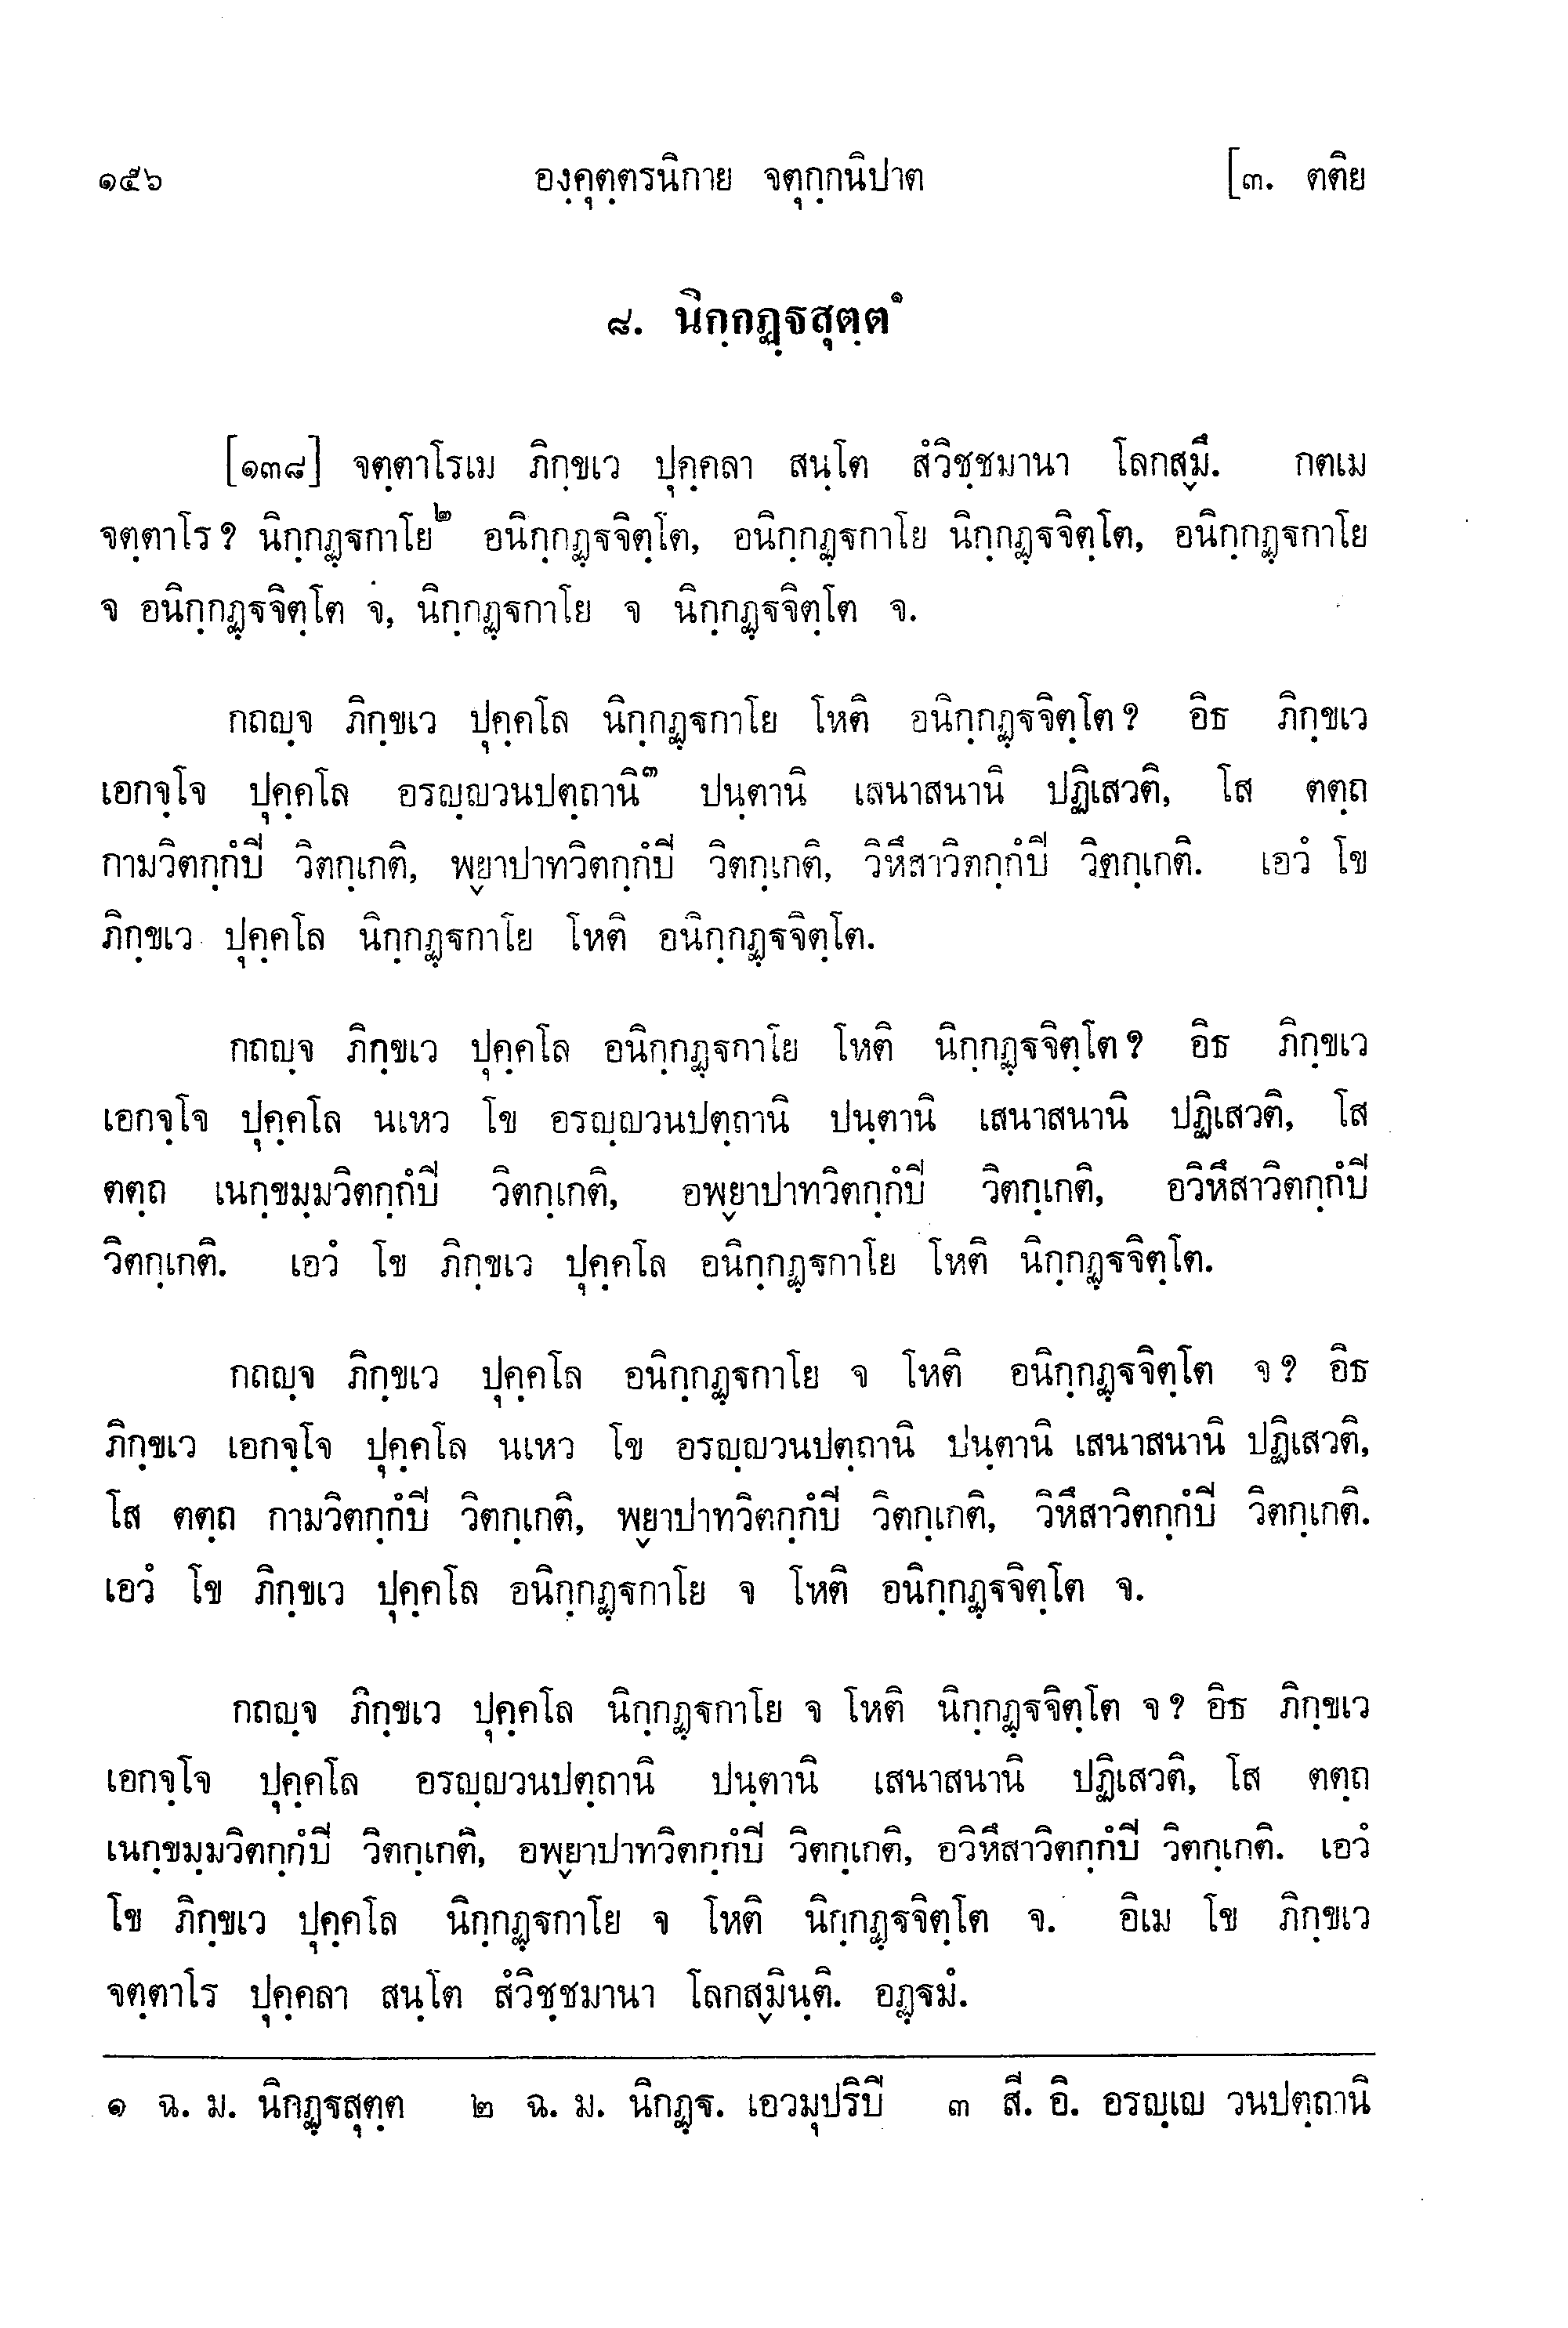 ๑๕๖ องฺคุตฺตรนิกาย จตุกฺกนิปาต [๓. ตติย
๘. นิกฺกฏฺฐสุตฺต๑
[๑๓๘] จตฺตาโรเม ภิกฺขเว ปุคฺคลา สนฺโต สํวิชฺชมานา โลกสฺมึ. กตเม
จตฺตาโร? นิกฺกฏฺฐกาโย๒ อนิกฺกฏฺฐจิตฺโต, อนิกฺกฏฺฐกาโย นิกฺกฏฺฐจิตฺโต, อนิกฺกฏฺฐกาโย
จ อนิกฺกฏฺฐจิตฺโต จ, นิกฺกฏฺฐกาโย จ นิกฺกฏฺฐจิตฺโต จ.
กถญฺจ ภิกฺขเว ปุคฺคโล นิกฺกฏฺฐกาโย โหติ อนิกฺกฏฺฐจิตฺโต? อิธ ภิกฺขเว
เอกจฺโจ ปุคฺคโล อรญฺญวนปตฺถานิ๓ ปนฺตานิ เสนาสนานิ ปฏิเสวติ, โส ตตฺถ
กามวิตกฺกํปี วิตกฺเกติ, พฺยาปาทวิตกฺกํปี วิตกฺเกติ, วิหึสาวิตกฺกํปี วิตกฺเกติ. เอวํ โข
ภิกฺขเว ปุคฺคโล นิกฺกฏฺฐกาโย โหติ อนิกฺกฏฺฐจิตฺโต.
กถญฺจ ภิกฺขเว ปุคฺคโล อนิกฺกฏฺฐกาโย โหติ นิกฺกฏฺฐจิตฺโต? อิธ ภิกฺขเว
เอกจฺโจ ปุคฺคโล นเหว โข อรญฺญวนปตฺถานิ ปนฺตานิ เสนาสนานิ ปฏิเสวติ, โส
ตตฺถ เนกฺขมฺมวิตกฺกํปี วิตกฺเกติ, อพฺยาปาทวิตกฺกํปี วิตกฺเกติ, อวิหึสาวิตกฺกํปี
วิตกฺเกติ. เอวํ โข ภิกฺขเว ปุคฺคโล อนิกฺกฏฺฐกาโย โหติ นิกฺกฏฺฐจิตฺโต.
กถญฺจ ภิกฺขเว ปุคฺคโล อนิกฺกฏฺฐกาโย จ โหติ อนิกฺกฏฺฐจิตฺโต จ? อิธ
ภิกฺขเว เอกจฺโจ ปุคฺคโล นเหว โข อรญฺญวนปตฺถานิ ปนฺตานิ เสนาสนานิ ปฏิเสวติ,
โส ตตฺถ กามวิตกฺกํปี วิตกฺเกติ, พฺยาปาทวิตกฺกํปี วิตกฺเกติ, วิหึสาวิตกฺกํปี วิตกฺเกติ.
เอวํ โข ภิกฺขเว ปุคฺคโล อนิกฺกฏฺฐกาโย จ โหติ อนิกฺกฏฺฐจิตฺโต จ.
กถญฺจ ภิกฺขเว ปุคฺคโล นิกฺกฏฺฐกาโย จ โหติ นิกฺกฏฺฐจิตฺโต จ? อิธ ภิกฺขเว
เอกจฺโจ ปุคฺคโล อรญฺญวนปตฺถานิ ปนฺตานิ เสนาสนานิ ปฏิเสวติ, โส ตตฺถ
เนกฺขมฺมวิตกฺกํปี วิตกฺเกติ, อพฺยาปาทวิตกฺกํปี วิตกฺเกติ, อวิหึสาวิตกฺกํปี วิตกฺเกติ. เอวํ
โข ภิกฺขเว ปุคฺคโล นิกฺกฏฺฐกาโย จ โหติ นิกฺกฏฺฐจิตฺโต จ. อิเม โข ภิกฺขเว
จตฺตาโร ปุคฺคลา สนฺโต สํวิชฺชมานา โลกสฺมินฺติ. อฏฺฐมํ.
๑ ฉ. ม. นิกฏฺฐสุตฺต ๒ ฉ. ม. นิกฏฺฐ. เอวมุปริปี ๓ สี. อิ. อรญฺเญ วนปตฺถานิ